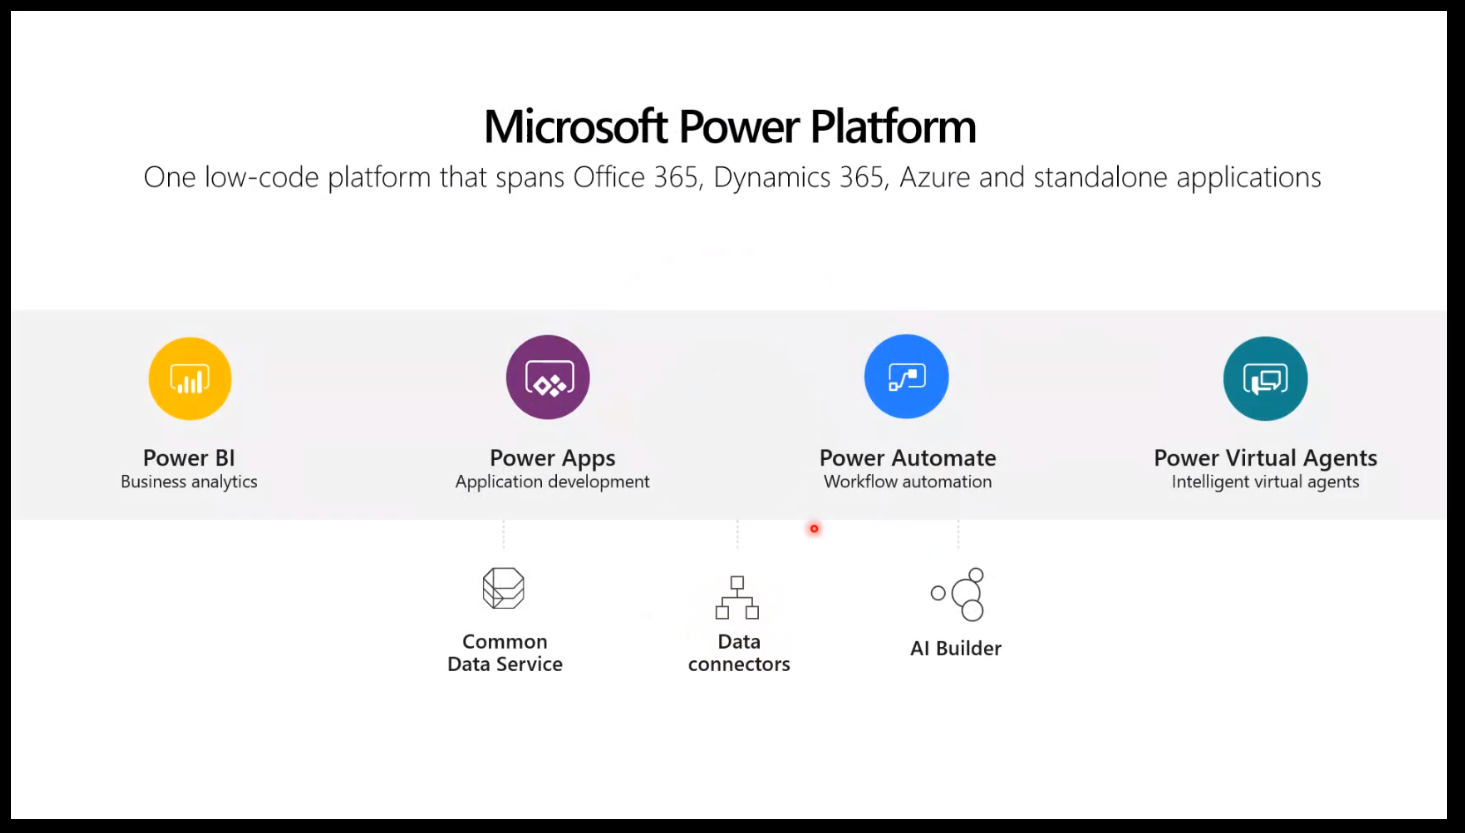 Microsoft Power Platform
One low-code platform that spans Office 365, Dynamics 365, Azure and standalone applications
Power BI
Business analytics
Power Apps
Application development
Power Automate
Workflow automation
Power Virtual Agents
Intelligent virtual agents
Common
Data Service
Data
connectors
AI Builder